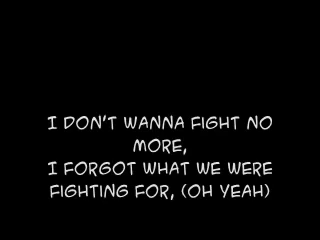 I DON'T WANNA FIGHT NO
MORE,
I FORGOT WHAT WE WERE
FIGHTING FOR, (OH YEAH)